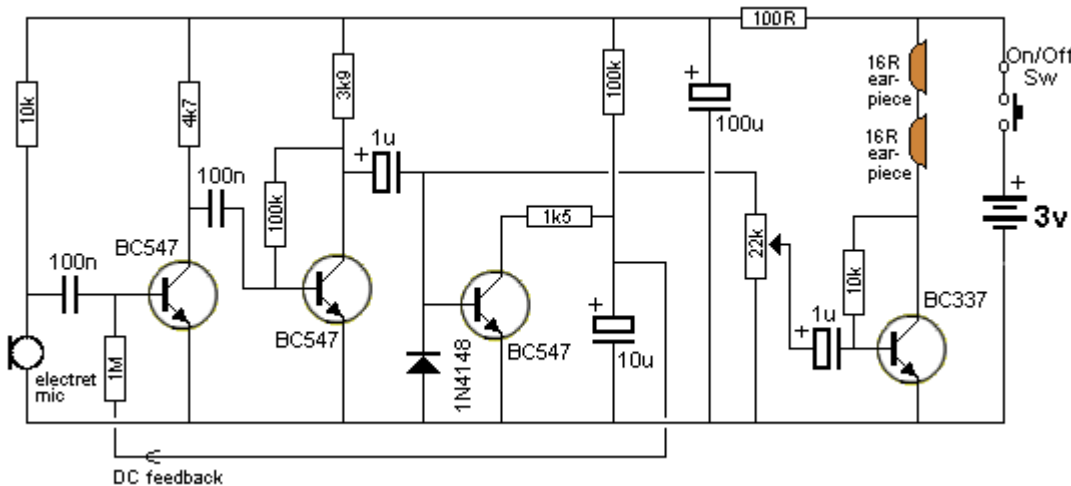 100R
10k
4k7
3k9
100k
+
100u
16R
ear-
piece
16R
ear-
piece
On/Off
Sw
+
3v
+
1u
100n
100k
1k5
22k
10k
BC547
100n
BC547
BC547
1N4148
+
10u
+
1u
BC337
electret
mic
1M
DC feedback